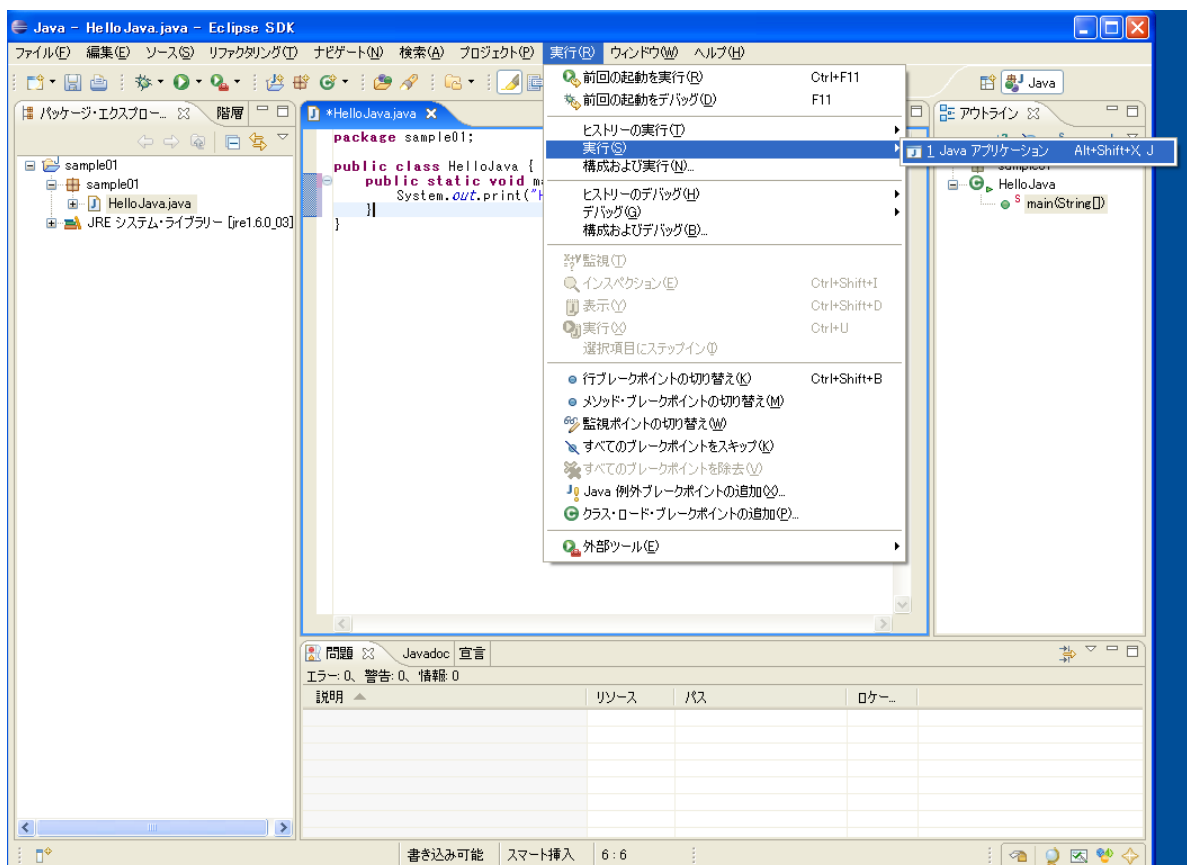 Java - HelloJava.java - Eclipse SDK
ファイル(F) 編集(E) ソース(S) リファクタリング(T) ナビゲート(N) 検索(A) プロジェクト(P) 実行(R) ウィンドウ(W) ヘルプ(H)
Java
パッケージ・エクスプロー... 階層
sample01
sample01
HelloJava.java
JRE システム・ライブラリー [jre1.6.0_03]
*HelloJava.java
package sample01;
public class HelloJava {
public static void
System.out.print("
}
}
前回の起動を実行(R) Ctrl+F11
前回の起動をデバッグ(D) F11
ヒストリーの実行(T)
実行(S)
構成および実行(N)...
ヒストリーのデバッグ(H)
デバッグ(G)
構成およびデバッグ(B)...
監視(T)
インスペクション(E) Ctrl+Shift+I
表示(Y) Ctrl+Shift+D
実行(X) Ctrl+U
選択項目にステップイン(I)
行ブレークポイントの切り替え(K) Ctrl+Shift+B
メソッド・ブレークポイントの切り替え(M)
監視ポイントの切り替え(W)
すべてのブレークポイントをスキップ(K)
すべてのブレークポイントを除去(V)
Java 例外ブレークポイントの追加(X)...
クラス・ロード・ブレークポイントの追加(P)...
外部ツール(E)
1 Java アプリケーション Alt+Shift+X, J
アウトライン
sample01
HelloJava
main(String[])
問題 Javadoc 宣言
エラー: 0、警告: 0、情報: 0
説明 リソース パス ロケー...
書き込み可能 スマート挿入 6 : 6